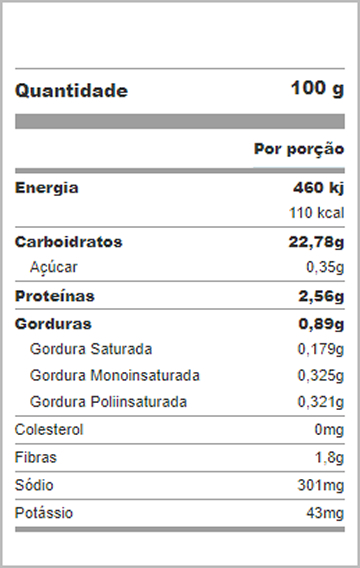 Quantidade 100 g
Por porção
Energia 460 kj
110 kcal
Carboidratos 22,78g
Açúcar 0,35g
Proteínas 2,56g
Gorduras 0,89g
Gordura Saturada 0,179g
Gordura Monoinsaturada 0,325g
Gordura Poliinsaturada 0,321g
Colesterol 0mg
Fibras 1,8g
Sódio 301mg
Potássio 43mg